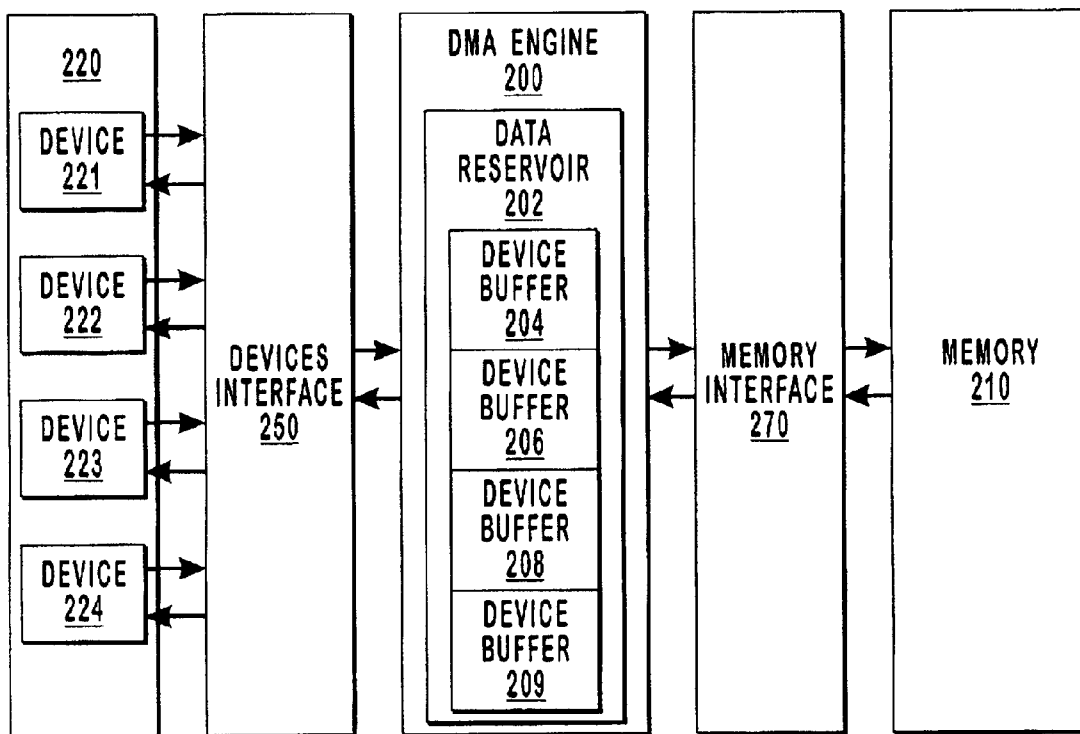 220
DEVICE
221
DEVICE
222
DEVICE
223
DEVICE
224
DEVICES
INTERFACE
250
DMA ENGINE
200
DATA
RESERVOIR
202
DEVICE
BUFFER
204
DEVICE
BUFFER
206
DEVICE
BUFFER
208
DEVICE
BUFFER
209
MEMORY
INTERFACE
270
MEMORY
210